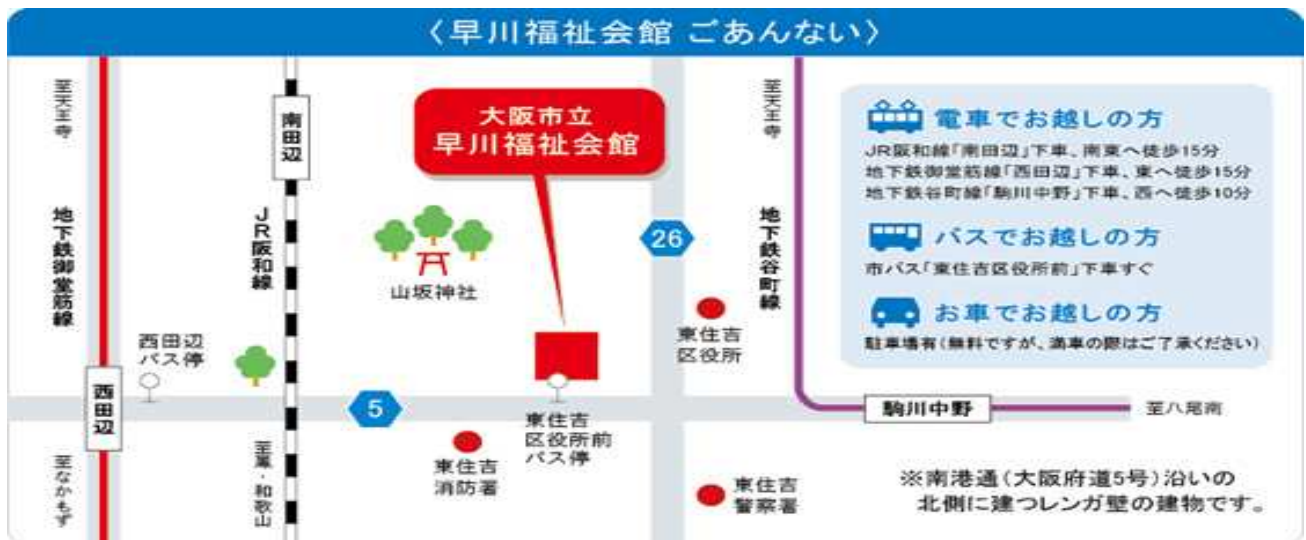 〈早川福祉会館 ごあんない〉
至天王寺
地下鉄御堂筋線
西田辺
至なかもず
西田辺
バス停
南田辺
JR阪和線
至鳳・和歌山
大阪市立
早川福祉会館
山坂神社
5
東住吉
消防署
東住吉
区役所前
バス停
26
東住吉
区役所
東住吉
警察署
至天王寺
地下鉄谷町線
駒川中野
至八尾南
電車でお越しの方
JR阪和線「南田辺」下車、南東へ徒歩15分
地下鉄御堂筋線「西田辺」下車、東へ徒歩15分
地下鉄谷町線「駒川中野」下車、西へ徒歩10分
バスでお越しの方
市バス「東住吉区役所前」下車すぐ
お車でお越しの方
駐車場有(無料ですが、満車の際はご了承ください)
※南港通(大阪府道5号)沿いの
北側に建つレンガ壁の建物です。